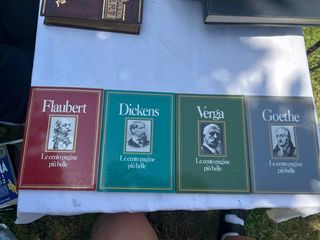 Flaubert
Le cento pagine
più belle
Dickens
Le cento pagine
più belle
Verga
Le cento pagine
più belle
Goethe
Le cento pagine
più belle